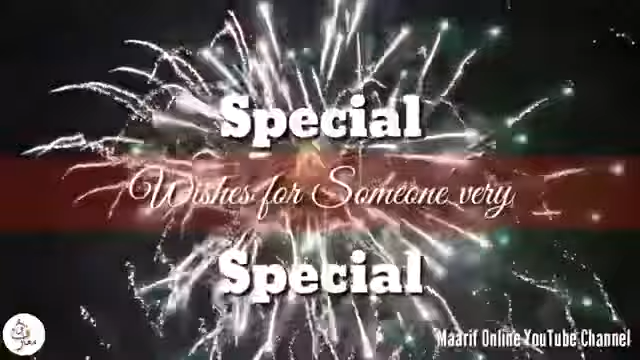 Special
Wishes for Someone very
Special
Maarif Online YouTube Channel